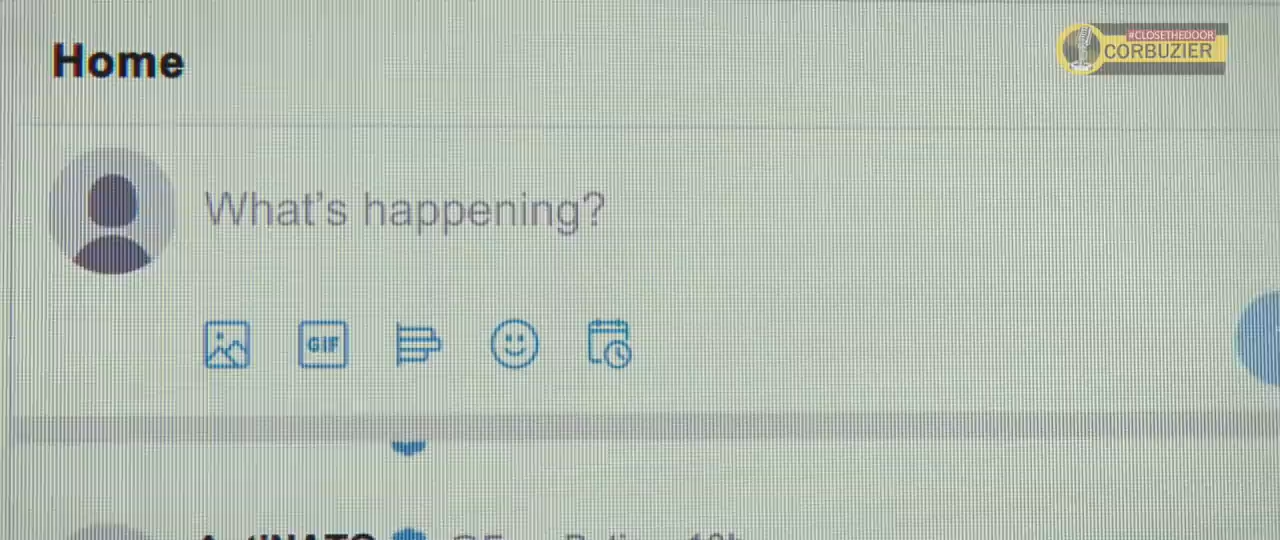 Home
#CLOSETHEDOOR
CORBUZIER
What's happening?
GIF